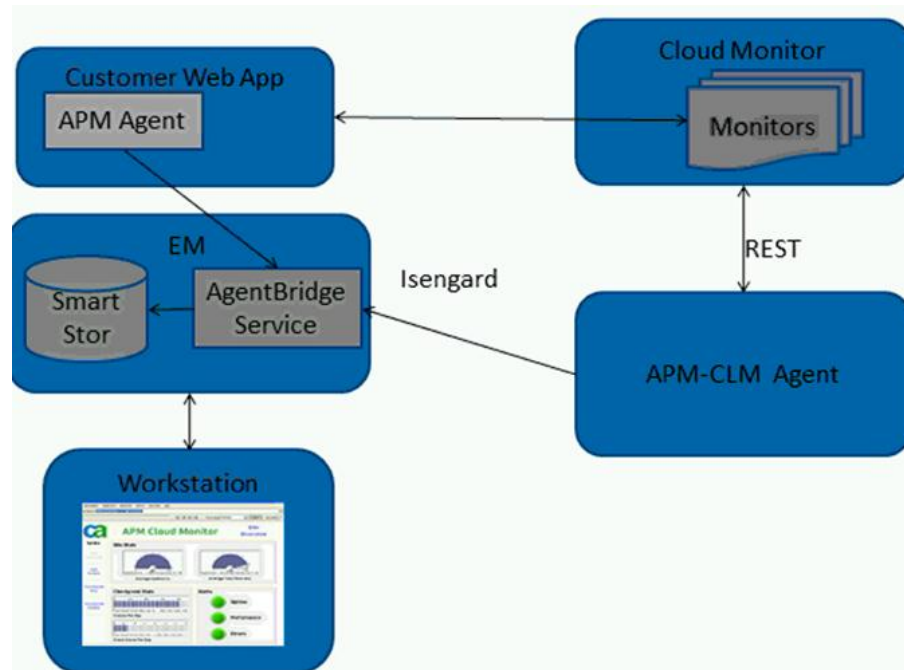 Customer Web App
APM Agent
Cloud Monitor
Monitors
EM
Smart
Stor
AgentBridge
Service
Isengard
REST
APM-CLM Agent
Workstation
ca
APM Cloud Monitor